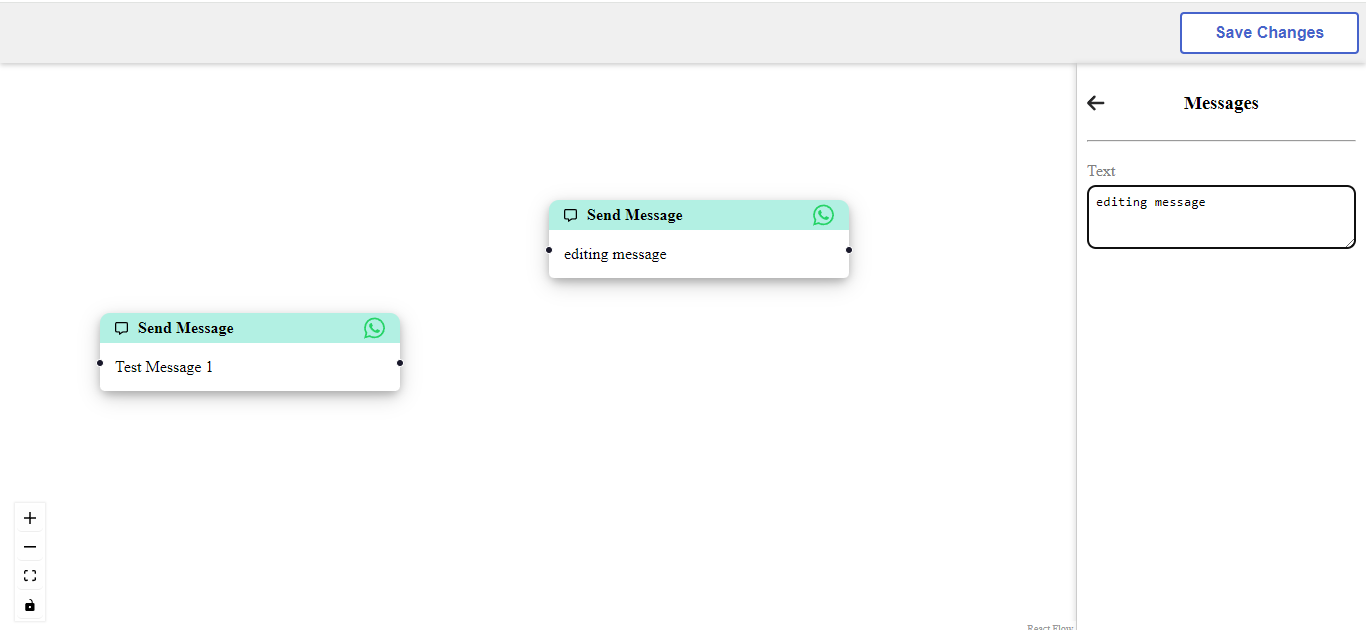 Save Changes
Messages
Text
editing message
Send Message
editing message
Send Message
Test Message 1
React Flow